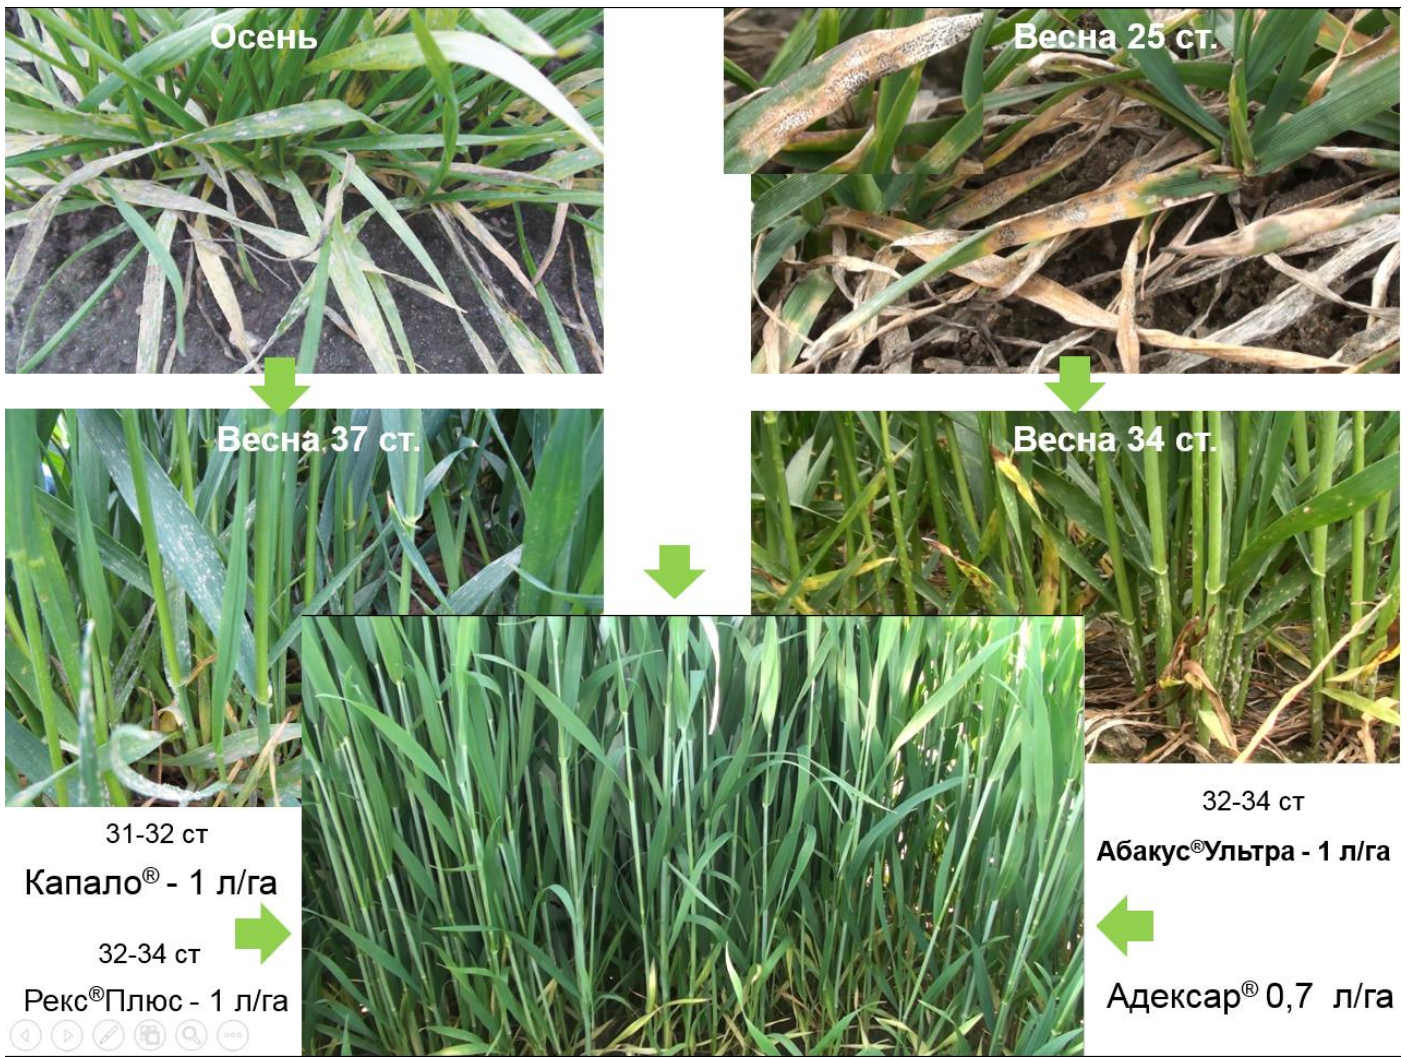 Осень
Весна 25 ст.
Весна 37 ст.
Весна 34 ст.
31-32 ст
Капало® - 1 л/га
32-34 ст
Рекс®Плюс - 1 л/га
32-34 ст
Абакус®Ультра - 1 л/га
Адексар® 0,7 л/га